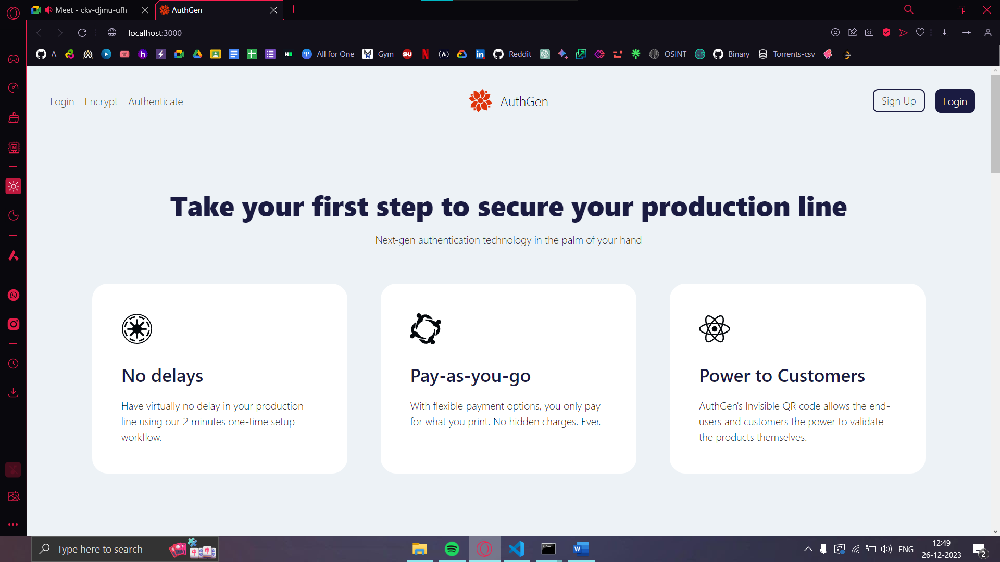 Meet - ckv-djmu-ufh
AuthGen
localhost:3000
A
All for One
Gym
Reddit
OSINT
Binary
Torrents-csv
Login Encrypt Authenticate
AuthGen
Sign Up
Login
Take your first step to secure your production line
Next-gen authentication technology in the palm of your hand
No delays
Have virtually no delay in your production
line using our 2 minutes one-time setup
workflow.
Pay-as-you-go
With flexible payment options, you only pay
for what you print. No hidden charges. Ever.
Power to Customers
AuthGen's Invisible QR code allows the end-
users and customers the power to validate
the products themselves.
Type here to search
ENG
12:49
26-12-2023
2